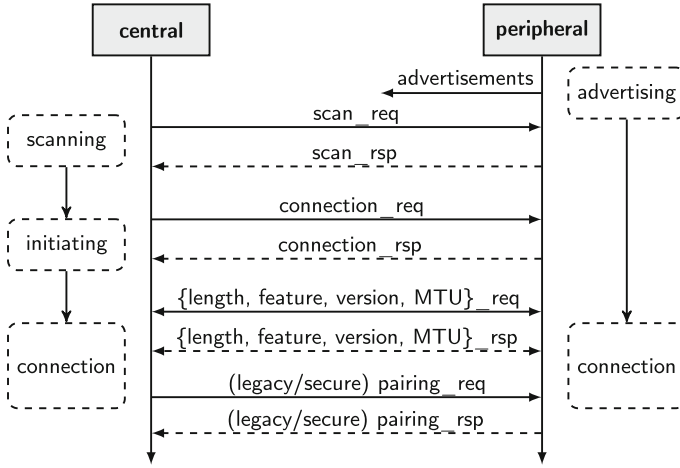 central
peripheral
advertisements
advertising
scan_req
scanning
scan_rsp
connection_req
initiating
connection_rsp
{length, feature, version, MTU}_req
{length, feature, version, MTU}_rsp
connection
connection
(legacy/secure) pairing_req
(legacy/secure) pairing_rsp